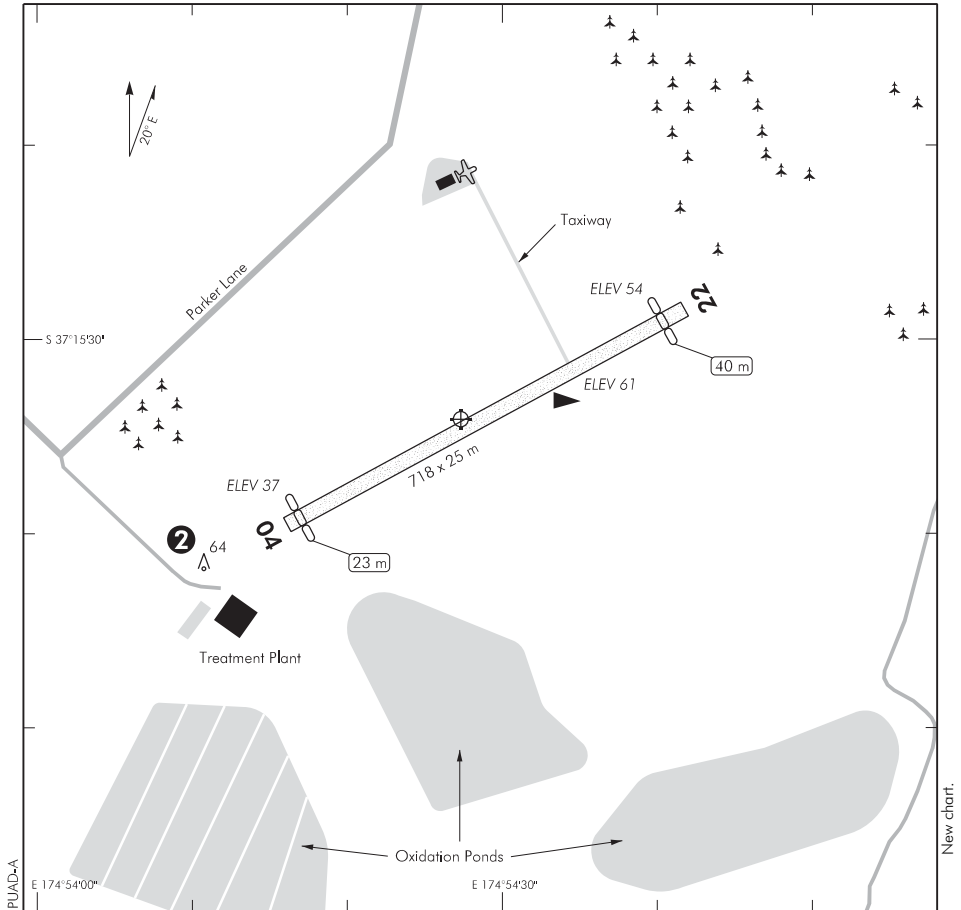 20° E
Taxiway
Parker Lane
ELEV 54
22
S 37°15'30"
40 m
ELEV 61
718 x 25 m
ELEV 37
04
2
64
23 m
Treatment Plant
Oxidation Ponds
New chart.
PUAD-A
E 174°54'00"
E 174°54'30"